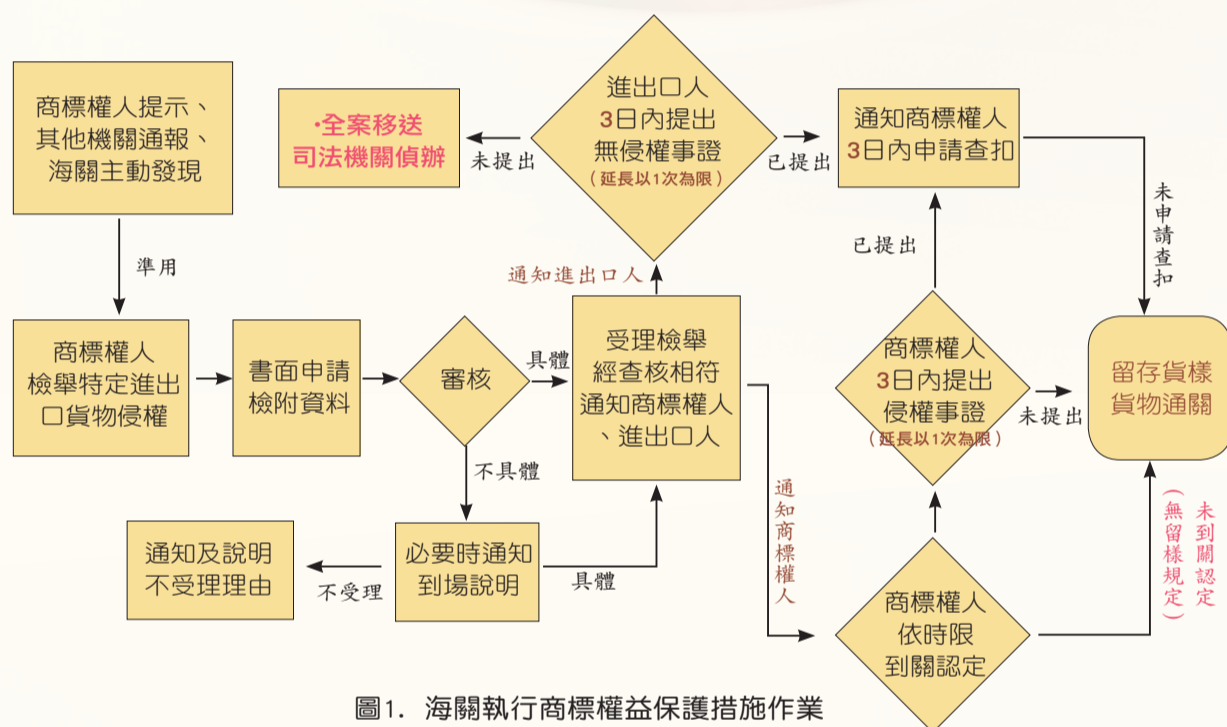 商標權人提示、
其他機關通報、
海關主動發現
準用
商標權人
檢舉特定進出
口貨物侵權
書面申請
檢附資料
審核
具體
不具體
必要時通知
到場說明
不受理
通知及說明
不受理理由
具體
受理檢舉
經查核相符
通知商標權人
、進出口人
通知進出口人
進出口人
3日內提出
無侵權事證
(延長以1次為限)
未提出
·全案移送
司法機關偵辦
已提出
通知商標權人
3日內申請查扣
未申請查扣
通知商標權人
商標權人
依時限
到關認定
未到關認定
(無留樣規定)
商標權人
3日內提出
侵權事證
(延長以1次為限)
已提出
未提出
留存貨樣
貨物通關
圖1. 海關執行商標權益保護措施作業